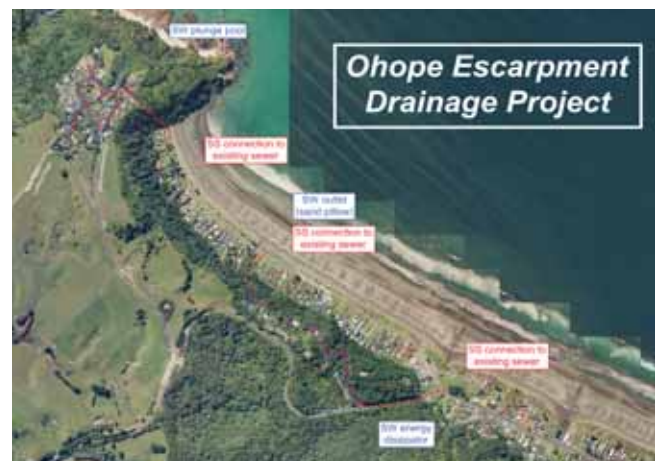 SW plunge pool
Ohope Escarpment
Drainage Project
SS connection to
existing sewer
SW outlet
(sand pillow)
SS connection to
existing sewer
SS connection to
existing sewer
SW energy
dissipator